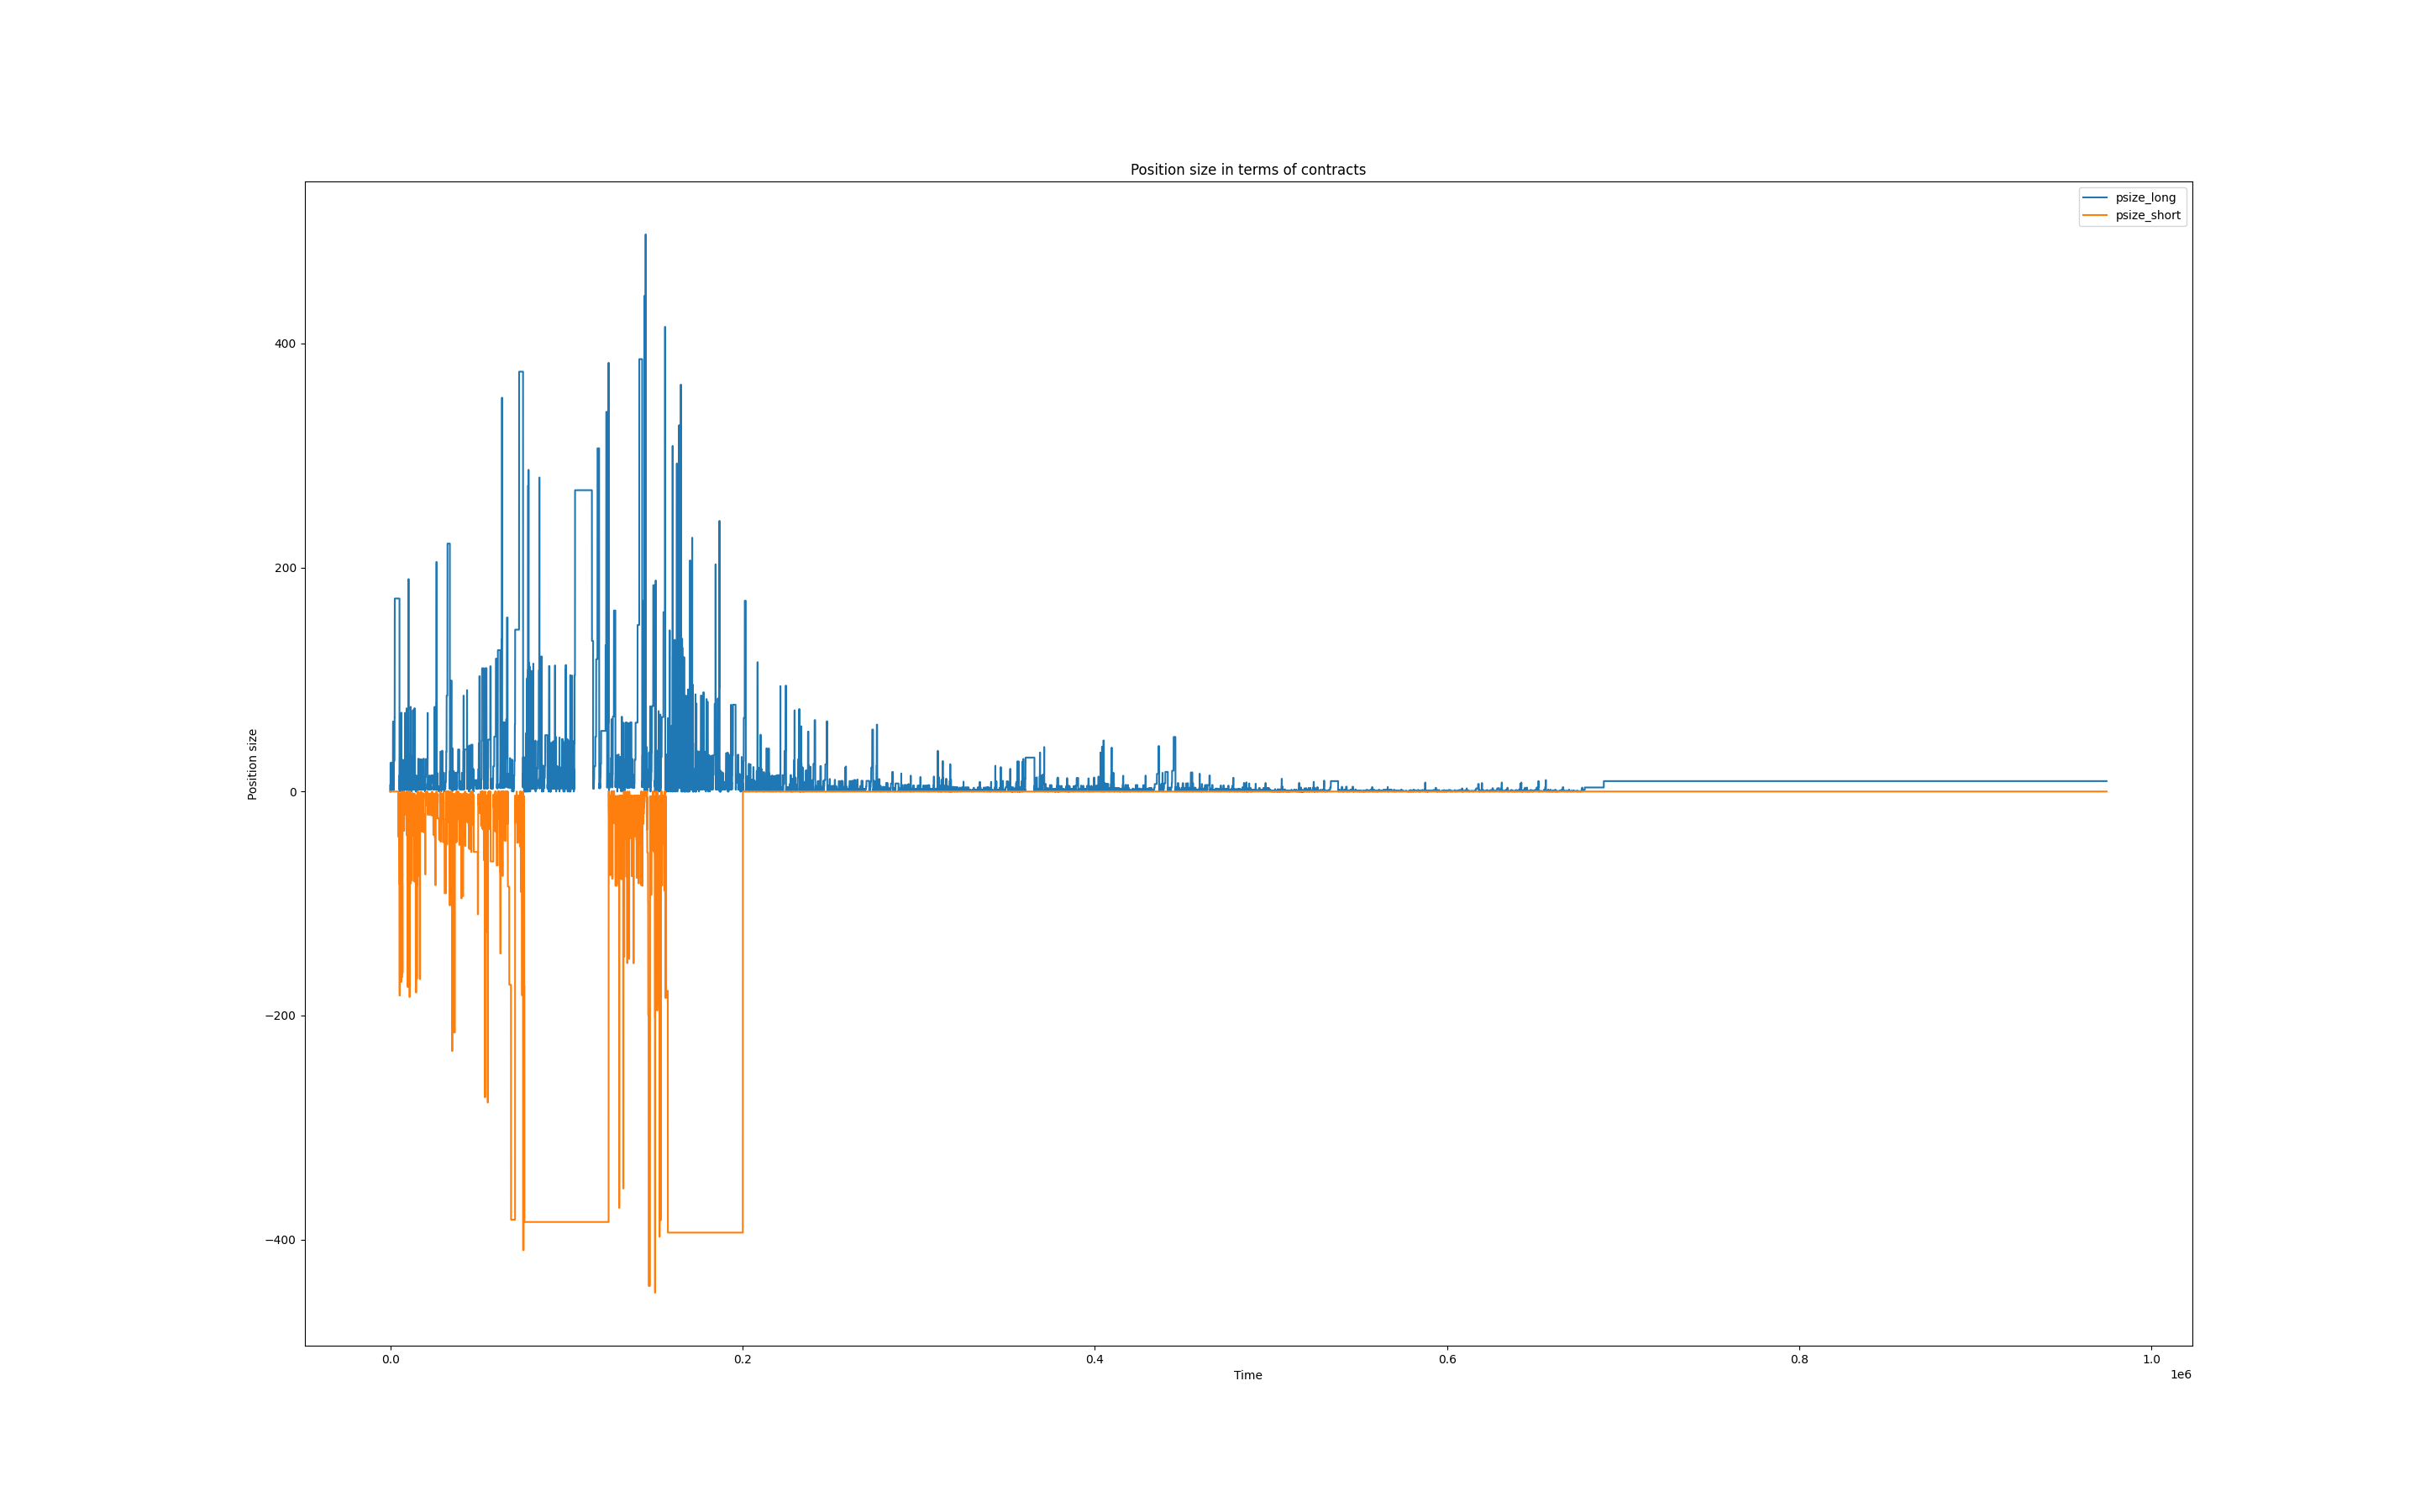 Position size in terms of contracts
psize_long
psize_short
Position size
400
200
0
−200
−400
0.0
0.2
0.4
0.6
0.8
1.0
1e6
Time